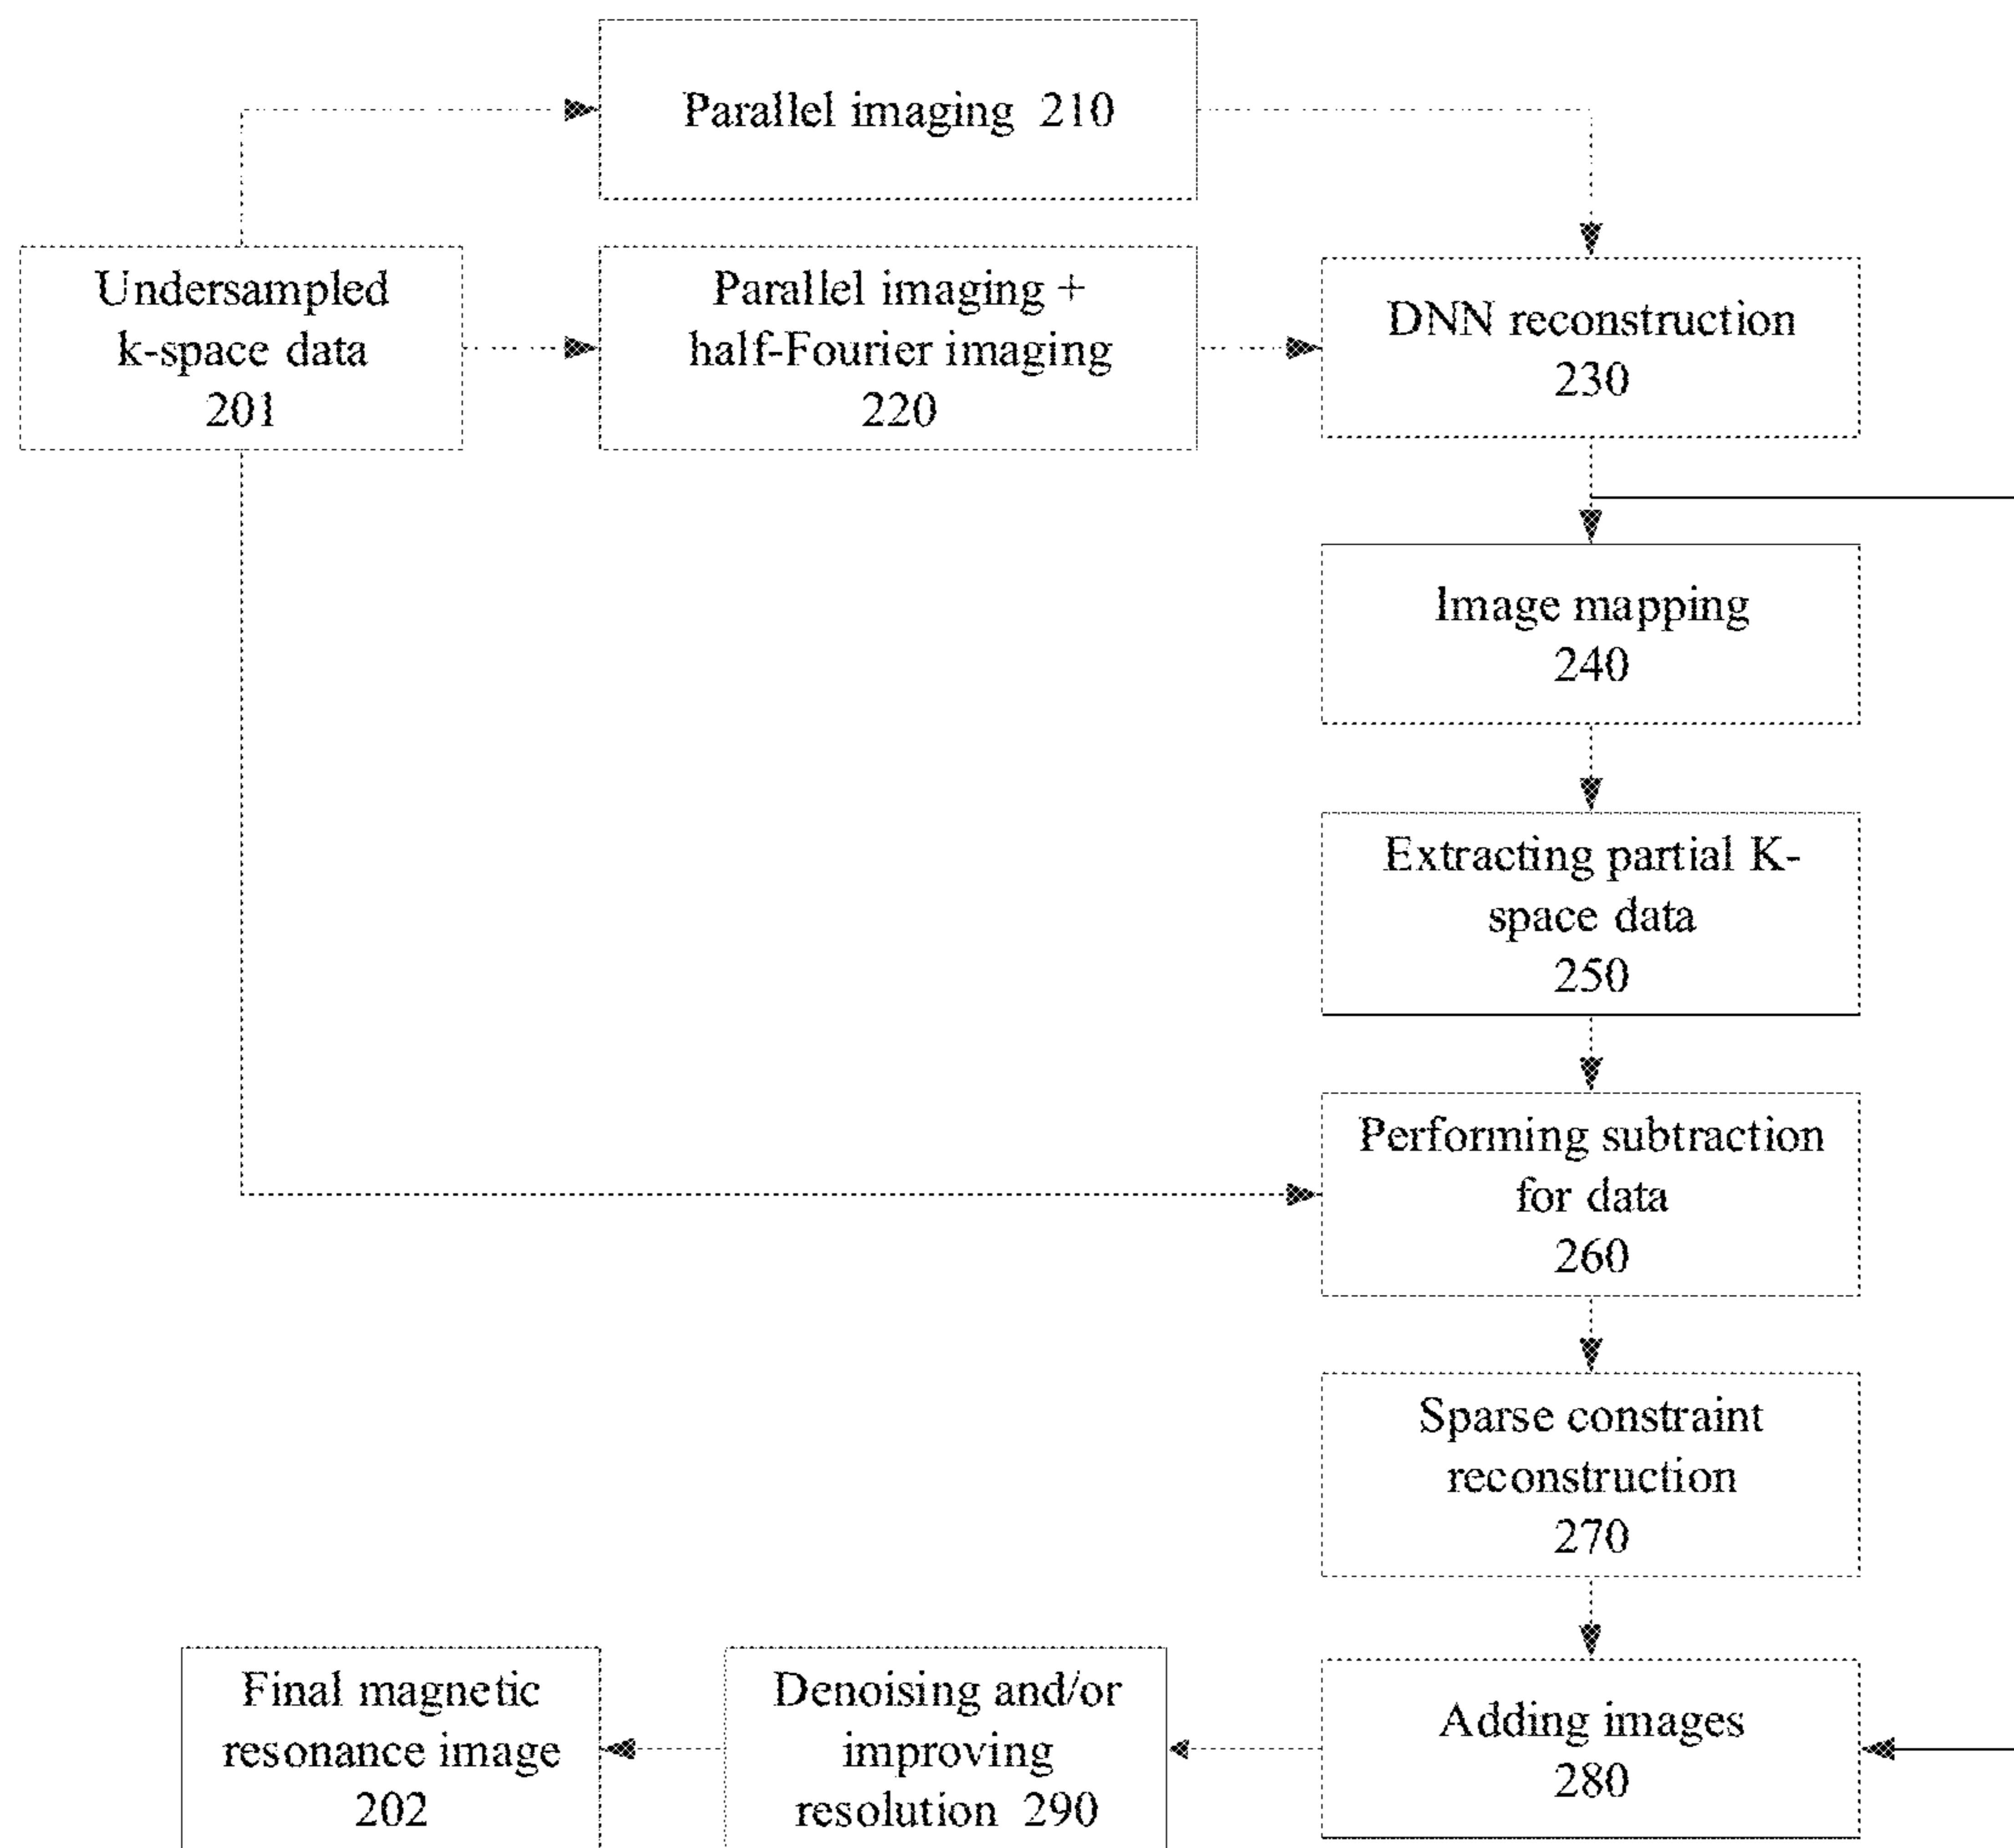 Parallel imaging 210
Undersampled
k-space data
201
Parallel imaging +
half-Fourier imaging
220
DNN reconstruction
230
Image mapping
240
Extracting partial K-
space data
250
Performing subtraction
for data
260
Sparse constraint
reconstruction
270
Adding images
280
Denoising and/or
improving
resolution 290
Final magnetic
resonance image
202